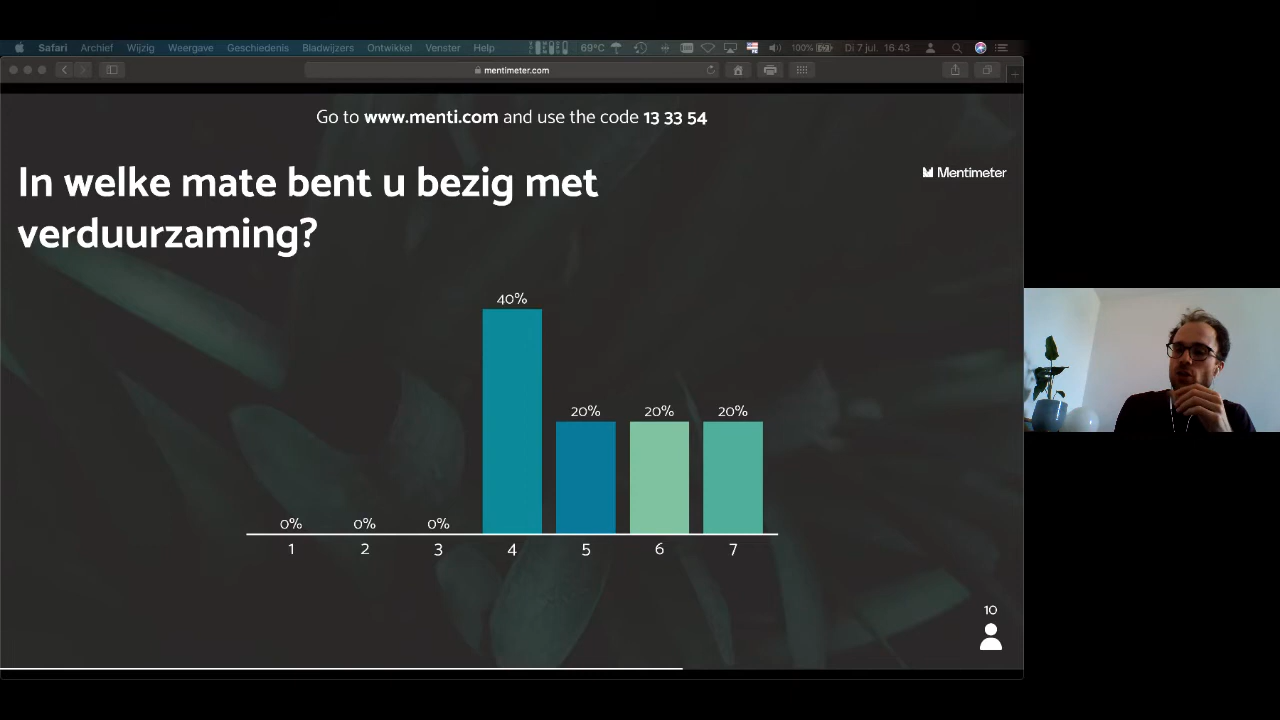 Safari Archief Wijzig Weergave Geschiedenis Bladwijzers Ontwikkel Venster Help 69°C 100% Di 7 jul. 16:43
mentimeter.com
Go to www.menti.com and use the code 13 33 54
In welke mate bent u bezig met
verduurzaming?
Mentimeter
40%
20% 20% 20%
0% 0% 0%
1 2 3 4 5 6 7
10